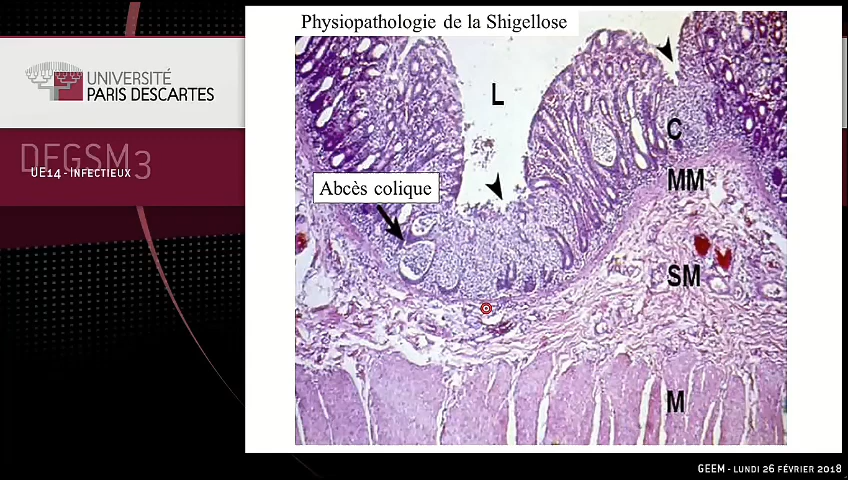 Physiopathologie de la Shigellose
UNIVERSITÉ
PARIS DESCARTES
DFGSM3
UE14 - INFECTIEUX
L
C
MM
Abcès colique
SM
M
GEEM - LUNDI 26 FÉVRIER 2018